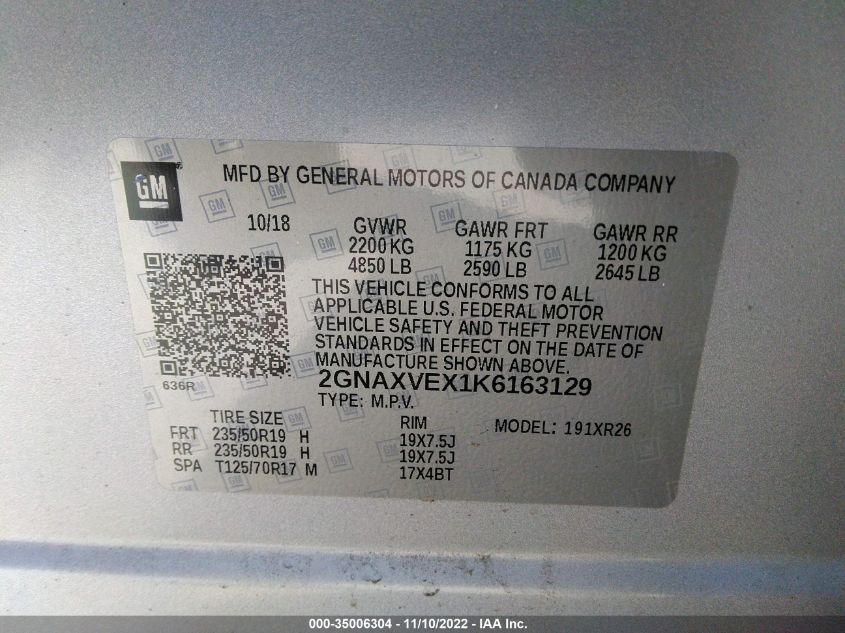 GM
MFD BY GENERAL MOTORS OF CANADA COMPANY
10/18 GVWR GAWR FRT GAWR RR
2200 KG 1175 KG 1200 KG
4850 LB 2590 LB 2645 LB
THIS VEHICLE CONFORMS TO ALL
APPLICABLE U.S. FEDERAL MOTOR
VEHICLE SAFETY AND THEFT PREVENTION
STANDARDS IN EFFECT ON THE DATE OF
MANUFACTURE SHOWN ABOVE.
636R
2GNAXVEX1K6163129
TYPE: M.P.V.
TIRE SIZE RIM MODEL: 191XR26
FRT 235/50R19 H 19X7.5J
RR 235/50R19 H 19X7.5J
SPA T125/70R17 M 17X4BT
000-35006304 - 11/10/2022 - IAA Inc.